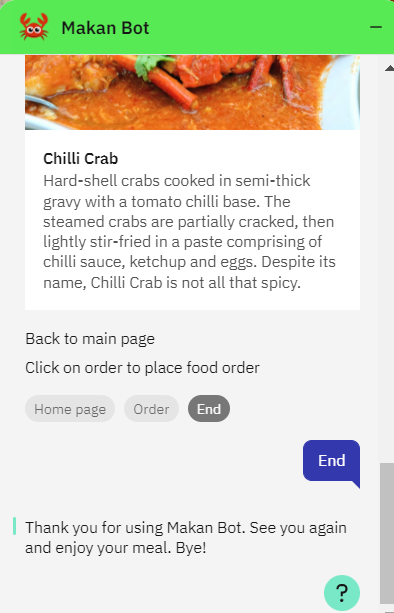 Makan Bot
Chilli Crab
Hard-shell crabs cooked in semi-thick
gravy with a tomato chilli base. The
steamed crabs are partially cracked, then
lightly stir-fried in a paste comprising of
chilli sauce, ketchup and eggs. Despite its
name, Chilli Crab is not all that spicy.
Back to main page
Click on order to place food order
Home page Order End
End
Thank you for using Makan Bot. See you again
and enjoy your meal. Bye!
?